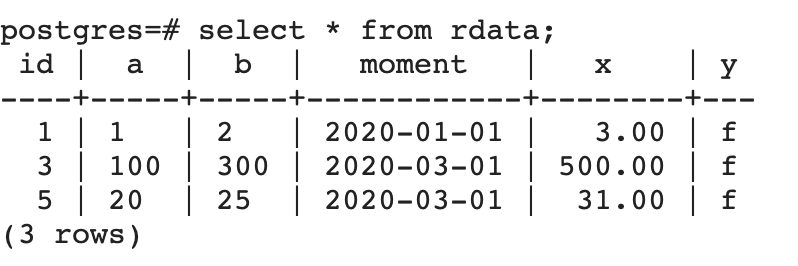 postgres=# select * from rdata;
 id |  a  |  b  |   moment   |   x    | y
----+-----+-----+------------+--------+---
  1 | 1   | 2   | 2020-01-01 |   3.00 | f
  3 | 100 | 300 | 2020-03-01 | 500.00 | f
  5 | 20  | 25  | 2020-03-01 |  31.00 | f
(3 rows)